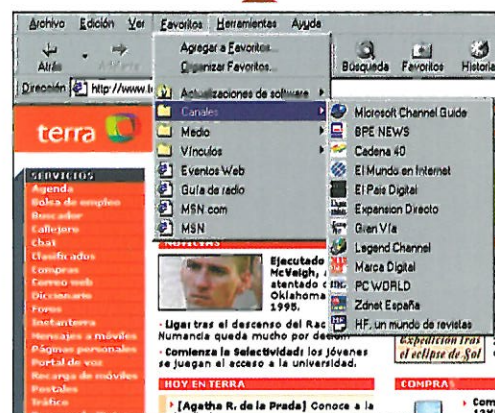 Archivo Edición Ver Favoritos Herramientas Ayuda
Atrás Adelante Búsqueda Favoritos Historial
Dirección http://www.t
Agregar a Favoritos...
Organizar Favoritos...
Actualizaciones de software
Canales
Medio
Vínculos
Eventos Web
Guía de radio
MSN com
MSN
Microsoft Channel Guide
BPE NEWS
Cadena 40
El Mundo en Internet
El País Digital
Expansion Directo
Gran Vía
Legend Channel
Marca Digital
PC WORLD
Zdnet España
HF, un mundo de revistas
terra
SERVICIOS
Agenda
Bolsa de empleo
Buscador
Callejero
Chat
Clasificados
Compras
Correo web
Diccionario
Foros
Instanterra
Mensajes a móviles
Páginas personales
Portal de voz
Recarga de móviles
Postales
Tráfico
NOTICIAS
Ejecutado
McVeigh,
atentado
Oklahoma
1995.
· Liga: tras el descenso del Rac
Numancia queda mucho por
· Comienza la Selectividad: los jóvenes
se juegan el acceso a la universidad.
Expedición tras
el eclipse de Sol
HOY EN TERRA
COMPRAS
[Agatha R. de la Prada] Conoce a la